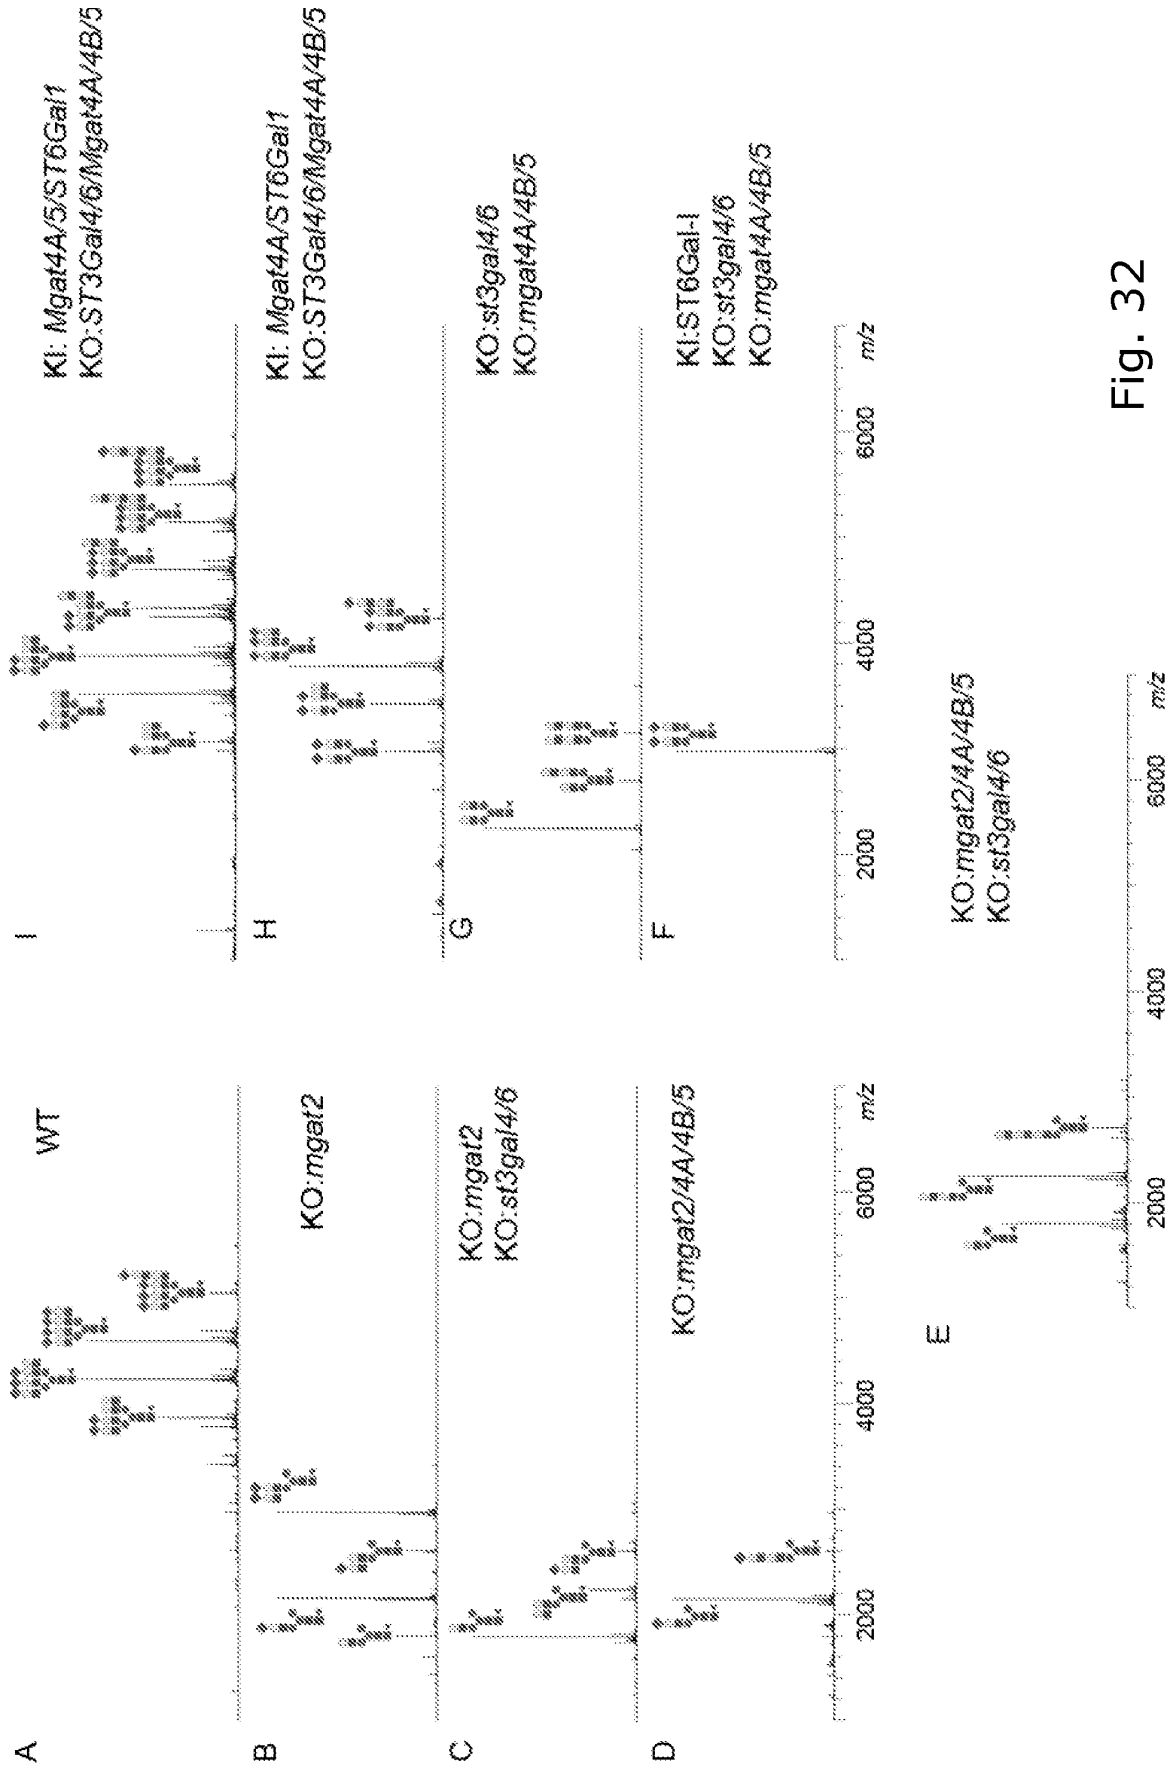 A
WT
B
KO:mgat2
C
KO:mgat2
KO:st3gal4/6
D
KO:mgat2/4A/4B/5
2000
4000
6000
m/z
E
KO:mgat2/4A/4B/5
KO:st3gal4/6
2000
4000
6000
m/z
I
KI: Mgat4A/5/ST6Gal1
KO:ST3Gal4/6/Mgat4A/4B/5
H
KI: Mgat4A/ST6Gal1
KO:ST3Gal4/6/Mgat4A/4B/5
G
KO:st3gal4/6
KO:mgat4A/4B/5
F
KI:ST6Gal-I
KO:st3gal4/6
KO:mgat4A/4B/5
2000
4000
6000
m/z
Fig. 32